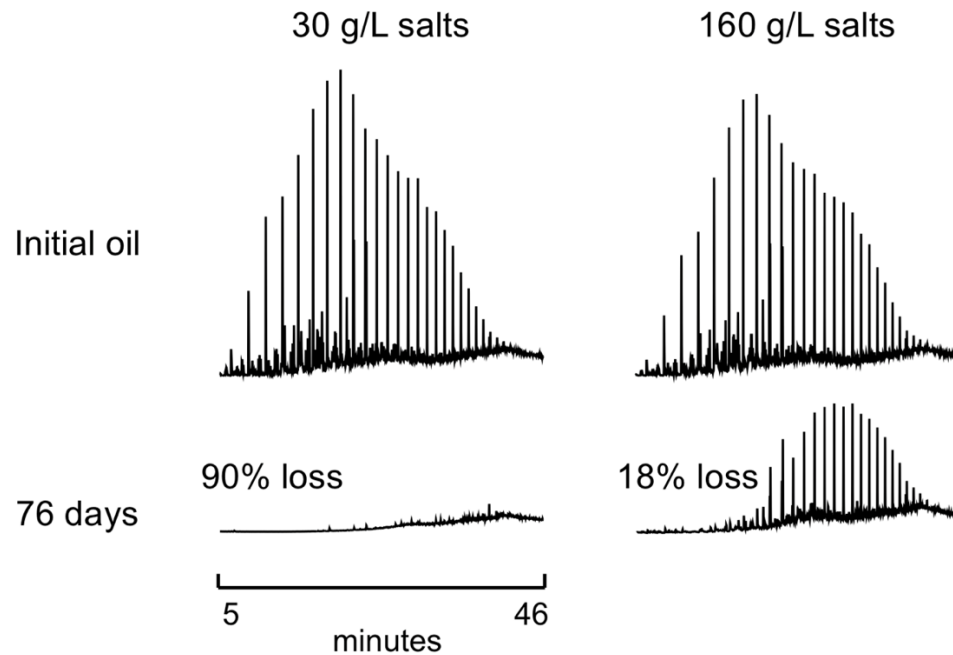 30 g/L salts
160 g/L salts
Initial oil
90% loss
18% loss
76 days
5
46
minutes